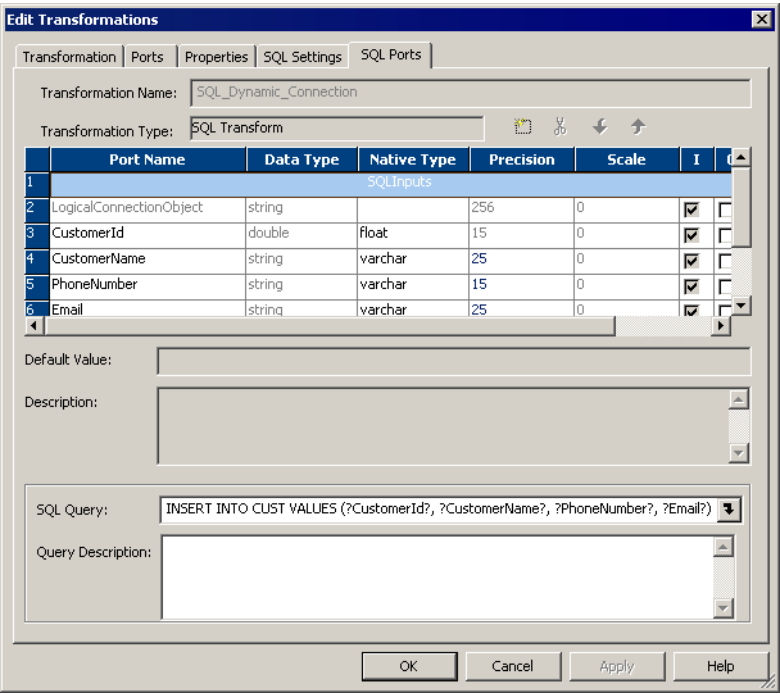 Edit Transformations
Transformation Ports Properties SQL Settings SQL Ports
Transformation Name: SQL_Dynamic_Connection
Transformation Type: SQL Transform
Port Name Data Type Native Type Precision Scale I
1 SQLInputs
2 LogicalConnectionObject string 256 0
3 CustomerId double float 15 0
4 CustomerName string varchar 25 0
5 PhoneNumber string varchar 15 0
6 Email string varchar 25 0
Default Value:
Description:
SQL Query: INSERT INTO CUST VALUES (?CustomerId?, ?CustomerName?, ?PhoneNumber?, ?Email?)
Query Description:
OK Cancel Apply Help